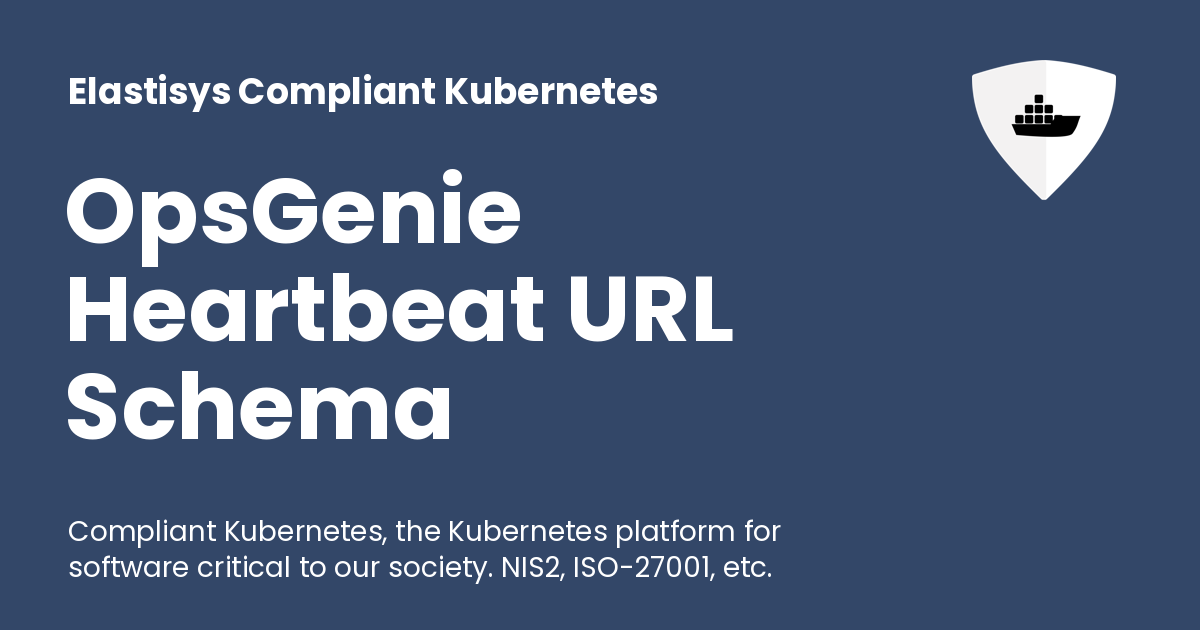 Elastisys Compliant Kubernetes
OpsGenie
Heartbeat URL
Schema
Compliant Kubernetes, the Kubernetes platform for
software critical to our society. NIS2, ISO-27001, etc.